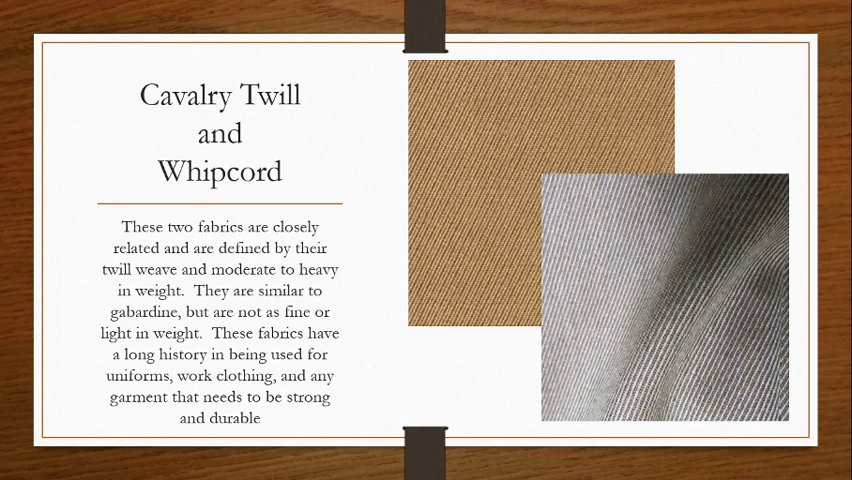 Cavalry Twill
and
Whipcord
These two fabrics are closely
related and are defined by their
twill weave and moderate to heavy
in weight.  They are similar to
gabardine, but are not as fine or
light in weight.  These fabrics have
a long history in being used for
uniforms, work clothing, and any
garment that needs to be strong
and durable